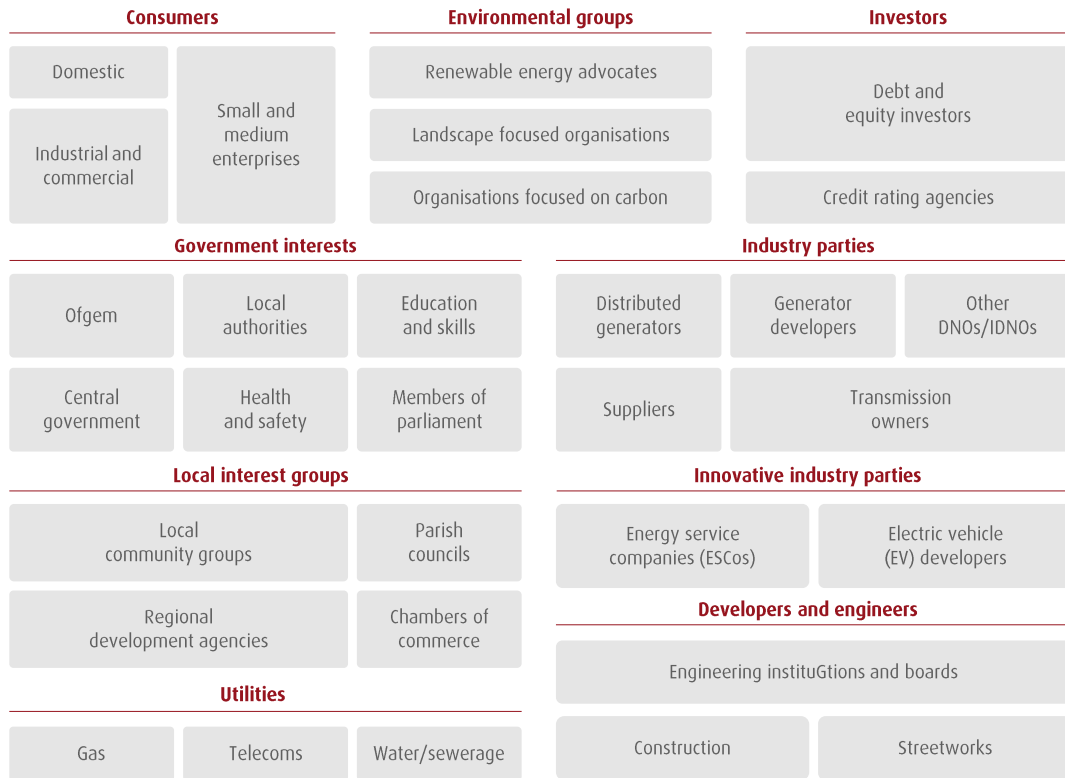 Consumers
Domestic
Industrial and
commercial
Small and
medium
enterprises
Environmental groups
Renewable energy advocates
Landscape focused organisations
Organisations focused on carbon
Investors
Debt and
equity investors
Credit rating agencies
Government interests
Ofgem
Local
authorities
Education
and skills
Central
government
Health
and safety
Members of
parliament
Industry parties
Distributed
generators
Generator
developers
Other
DNOs/IDNOs
Suppliers
Transmission
owners
Local interest groups
Local
community groups
Parish
councils
Regional
development agencies
Chambers of
commerce
Innovative industry parties
Energy service
companies (ESCos)
Electric vehicle
(EV) developers
Developers and engineers
Engineering instituGtions and boards
Construction
Streetworks
Utilities
Gas
Telecoms
Water/sewerage